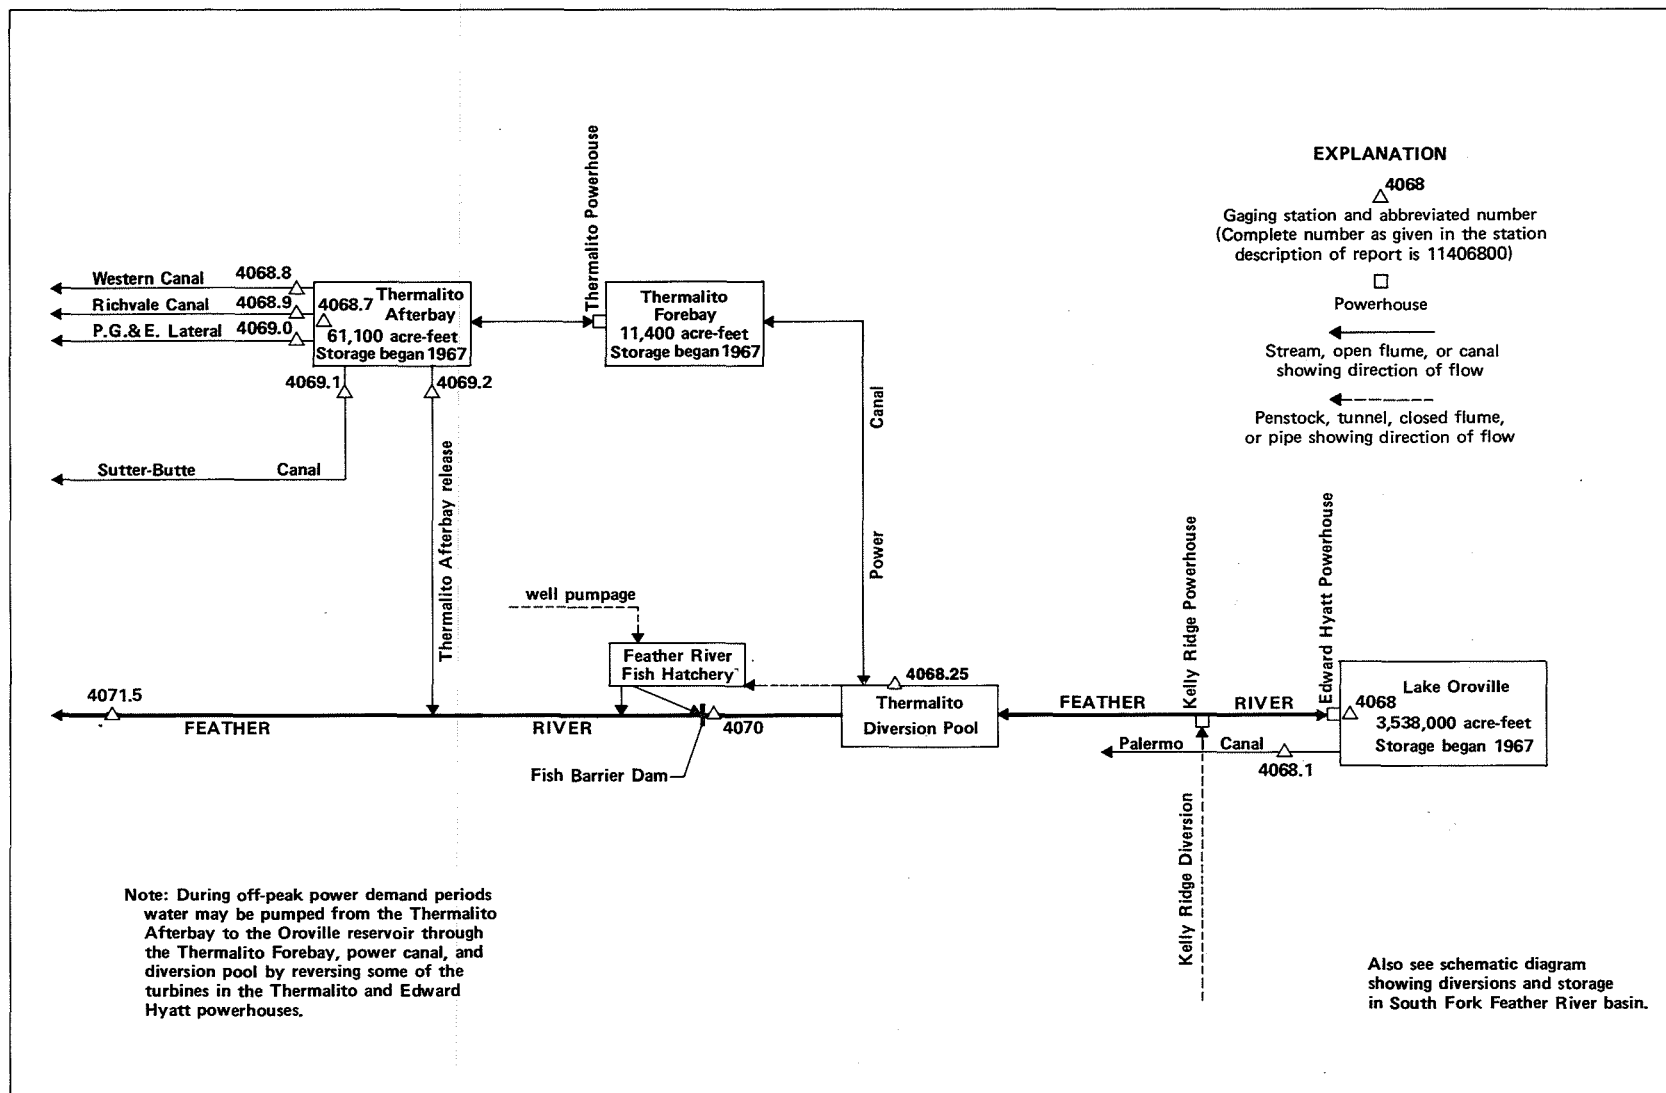 EXPLANATION
4068
Gaging station and abbreviated number
(Complete number as given in the station
description of report is 11406800)
Powerhouse
Stream, open flume, or canal
showing direction of flow
Penstock, tunnel, closed flume,
or pipe showing direction of flow
Thermalito Powerhouse
Western Canal 4068.8
Richvale Canal 4068.9
P.G.& E. Lateral 4069.0
4068.7
Thermalito
Afterbay
61,100 acre-feet
Storage began 1967
Thermalito
Forebay
11,400 acre-feet
Storage began 1967
4069.1
4069.2
Sutter-Butte Canal
Thermalito Afterbay release
Power Canal
well pumpage
Feather River
Fish Hatchery
4068.25
Thermalito
Diversion Pool
4071.5
FEATHER RIVER
4070
Fish Barrier Dam
FEATHER RIVER
Kelly Ridge Powerhouse
Edward Hyatt Powerhouse
Lake Oroville
4068
3,538,000 acre-feet
Storage began 1967
Palermo Canal
4068.1
Kelly Ridge Diversion
Note: During off-peak power demand periods
water may be pumped from the Thermalito
Afterbay to the Oroville reservoir through
the Thermalito Forebay, power canal, and
diversion pool by reversing some of the
turbines in the Thermalito and Edward
Hyatt powerhouses.
Also see schematic diagram
showing diversions and storage
in South Fork Feather River basin.